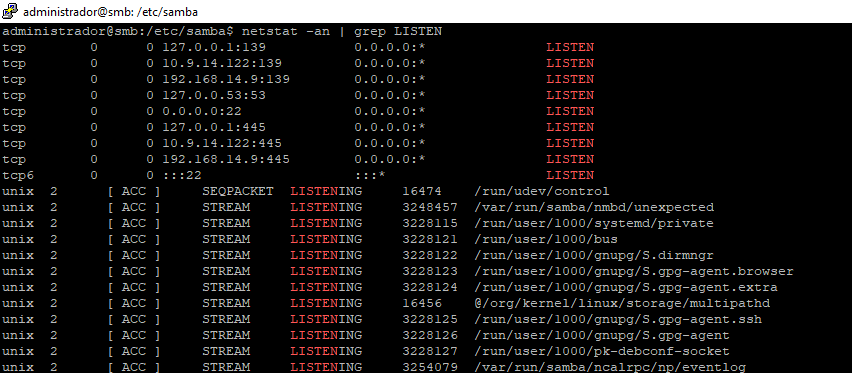 administrador@smb: /etc/samba
administrador@smb:/etc/samba$ netstat -an | grep LISTEN
tcp        0      0 127.0.0.1:139           0.0.0.0:*               LISTEN
tcp        0      0 10.9.14.122:139         0.0.0.0:*               LISTEN
tcp        0      0 192.168.14.9:139        0.0.0.0:*               LISTEN
tcp        0      0 127.0.0.53:53           0.0.0.0:*               LISTEN
tcp        0      0 0.0.0.0:22              0.0.0.0:*               LISTEN
tcp        0      0 127.0.0.1:445           0.0.0.0:*               LISTEN
tcp        0      0 10.9.14.122:445         0.0.0.0:*               LISTEN
tcp        0      0 192.168.14.9:445        0.0.0.0:*               LISTEN
tcp6       0      0 :::22                   :::*                    LISTEN
unix  2      [ ACC ]     SEQPACKET  LISTENING     16474    /run/udev/control
unix  2      [ ACC ]     STREAM     LISTENING     3248457  /var/run/samba/nmbd/unexpected
unix  2      [ ACC ]     STREAM     LISTENING     3228115  /run/user/1000/systemd/private
unix  2      [ ACC ]     STREAM     LISTENING     3228121  /run/user/1000/bus
unix  2      [ ACC ]     STREAM     LISTENING     3228122  /run/user/1000/gnupg/S.dirmngr
unix  2      [ ACC ]     STREAM     LISTENING     3228123  /run/user/1000/gnupg/S.gpg-agent.browser
unix  2      [ ACC ]     STREAM     LISTENING     3228124  /run/user/1000/gnupg/S.gpg-agent.extra
unix  2      [ ACC ]     STREAM     LISTENING     16456    @/org/kernel/linux/storage/multipathd
unix  2      [ ACC ]     STREAM     LISTENING     3228125  /run/user/1000/gnupg/S.gpg-agent.ssh
unix  2      [ ACC ]     STREAM     LISTENING     3228126  /run/user/1000/gnupg/S.gpg-agent
unix  2      [ ACC ]     STREAM     LISTENING     3228127  /run/user/1000/pk-debconf-socket
unix  2      [ ACC ]     STREAM     LISTENING     3254079  /var/run/samba/ncalrpc/np/eventlog